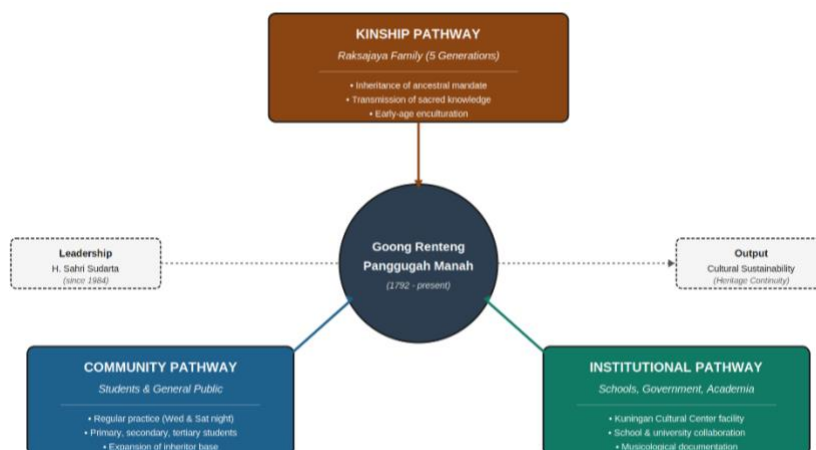 KINSHIP PATHWAY
Raksajaya Family (5 Generations)
• Inheritance of ancestral mandate
• Transmission of sacred knowledge
• Early-age enculturation
Leadership
H. Sahri Sudarta
(since 1984)
Goong Renteng
Panggugah Manah
(1792 - present)
Output
Cultural Sustainability
(Heritage Continuity)
COMMUNITY PATHWAY
Students & General Public
• Regular practice (Wed & Sat night)
• Primary, secondary, tertiary students
• Expansion of inheritor base
INSTITUTIONAL PATHWAY
Schools, Government, Academia
• Kuningan Cultural Center facility
• School & university collaboration
• Musicological documentation